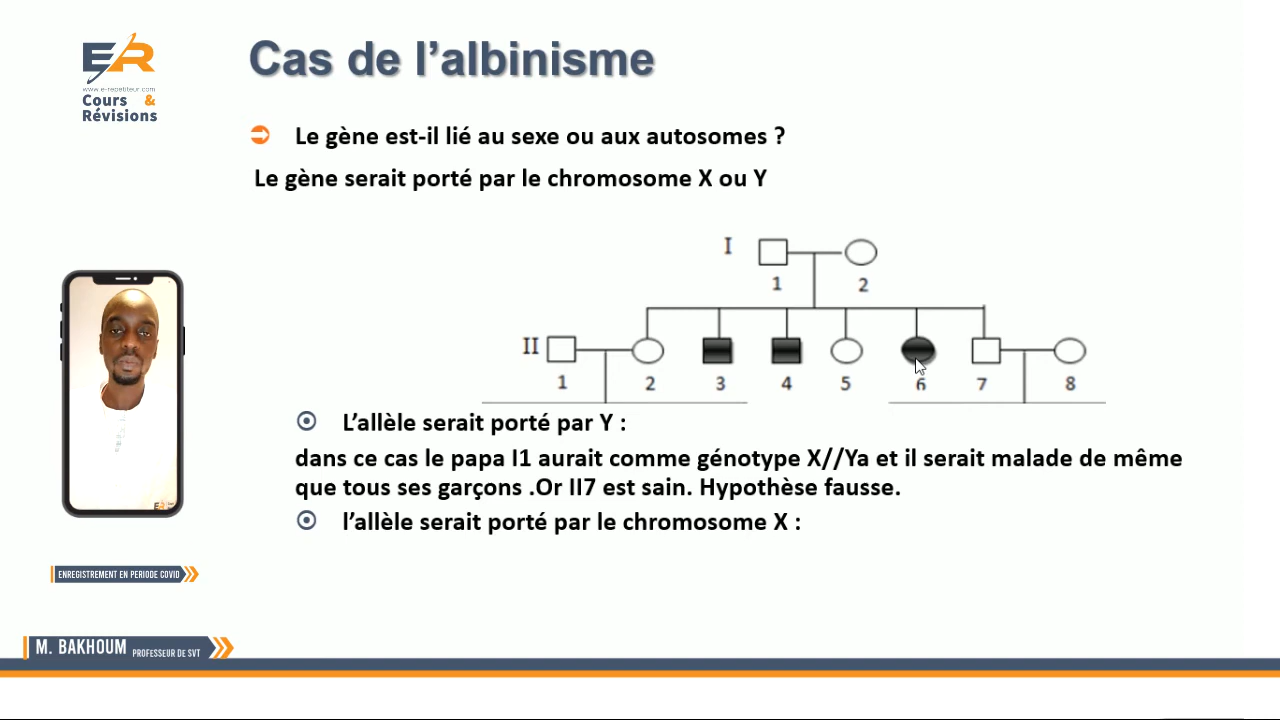 ER
www.e-repetiteur.com
Cours &
Révisions
Cas de l'albinisme
Le gène est-il lié au sexe ou aux autosomes ?
Le gène serait porté par le chromosome X ou Y
I
1 2
II
1 2 3 4 5 6 7 8
L'allèle serait porté par Y :
dans ce cas le papa I1 aurait comme génotype X//Ya et il serait malade de même
que tous ses garçons .Or II7 est sain. Hypothèse fausse.
l'allèle serait porté par le chromosome X :
ENREGISTREMENT EN PERIODE COVID
M. BAKHOUM PROFESSEUR DE SVT